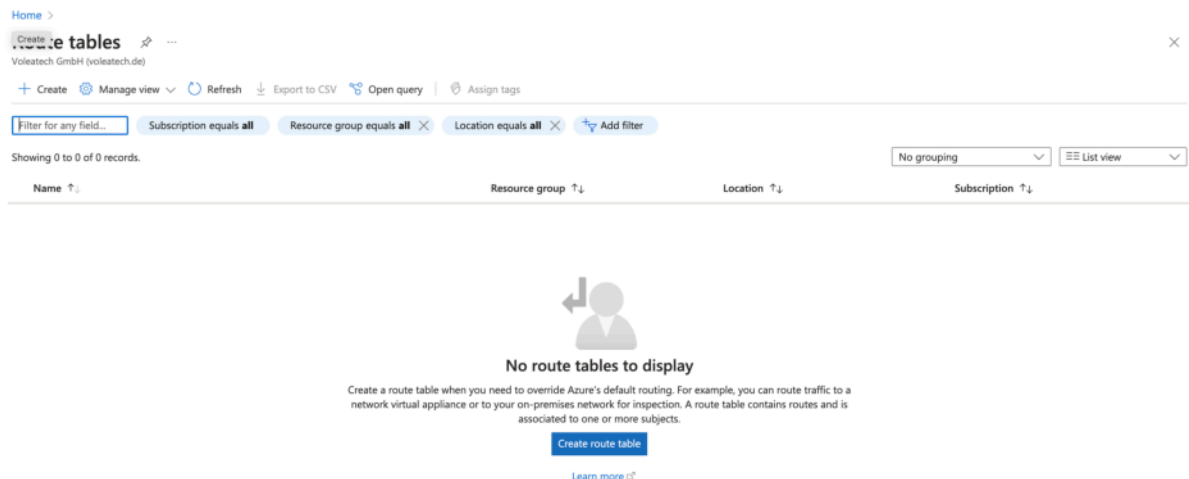 Home >
Create
Route tables
Voleatech GmbH (voleatech.de)
Create Manage view Refresh Export to CSV Open query Assign tags
Filter for any field... Subscription equals all Resource group equals all Location equals all Add filter
Showing 0 to 0 of 0 records.
No grouping List view
Name Resource group Location Subscription
No route tables to display
Create a route table when you need to override Azure's default routing. For example, you can route traffic to a
network virtual appliance or to your on-premises network for inspection. A route table contains routes and is
associated to one or more subjects.
Create route table
Learn more